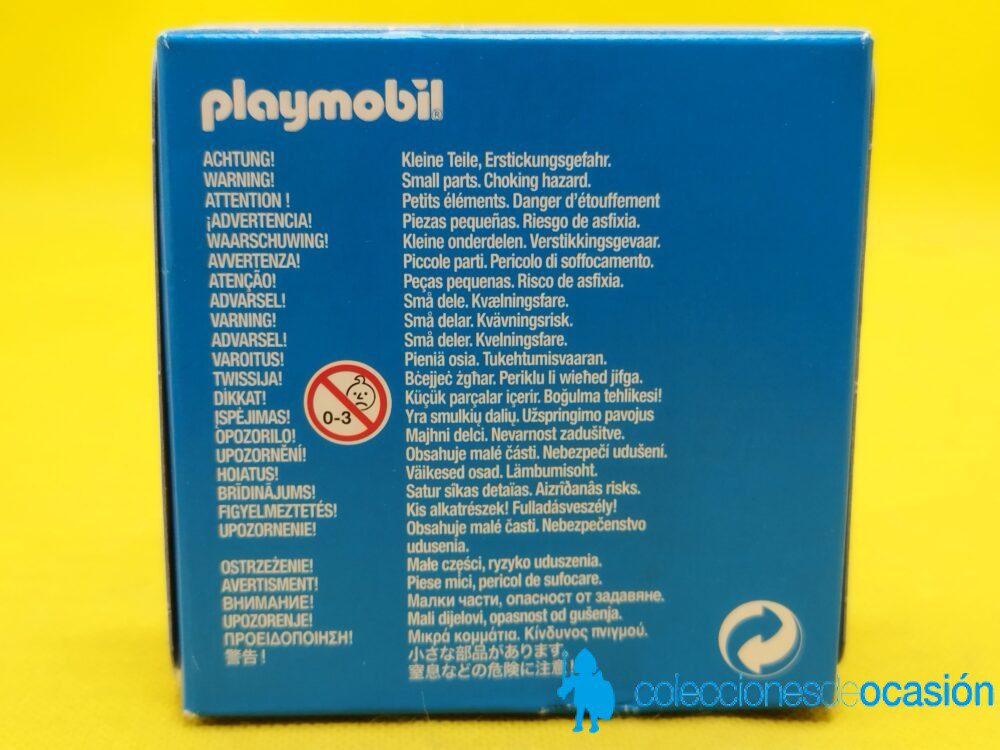 playmobil®
ACHTUNG! Kleine Teile, Erstickungsgefahr.
WARNING! Small parts. Choking hazard.
ATTENTION ! Petits éléments. Danger d'étouffement
¡ADVERTENCIA! Piezas pequeñas. Riesgo de asfixia.
WAARSCHUWING! Kleine onderdelen. Verstikkingsgevaar.
AVVERTENZA! Piccole parti. Pericolo di soffocamento.
ATENÇÃO! Peças pequenas. Risco de asfixia.
ADVARSEL! Små dele. Kvælningsfare.
VARNING! Små delar. Kvävningsrisk.
ADVARSEL! Små deler. Kvelningsfare.
VAROITUS! Pieniä osia. Tukehtumisvaaran.
TWISSIJA! Bċejjeċ żgħar. Periklu li wieħed jifga.
DİKKAT! Küçük parçalar içerir. Boğulma tehlikesi!
ĮSPĖJIMAS! Yra smulkių dalių. Užspringimo pavojus
OPOZORILO! Majhni delci. Nevarnost zadušitve.
UPOZORNĚNÍ! Obsahuje malé části. Nebezpečí udušení.
HOIATUS! Väikesed osad. Lämbumisoht.
BRĪDINĀJUMS! Satur sīkas detaïas. Aizrîðanâs risks.
FIGYELMEZTETÉS! Kis alkatrészek! Fulladásveszély!
UPOZORNENIE! Obsahuje malé časti. Nebezpečenstvo
udusenia.
OSTRZEŻENIE! Małe części, ryzyko uduszenia.
AVERTISMENT! Piese mici, pericol de sufocare.
ВНИМАНИЕ! Малки части, опасност от задавяне.
UPOZORENJE! Mali dijelovi, opasnost od gušenja.
ΠΡΟΕΙΔΟΠΟΙΗΣΗ! Μικρά κομμάτια. Κίνδυνος πνιγμού.
警告! 小さな部品があります。
窒息などの危険に注意
0-3
coleccionesdeocasión